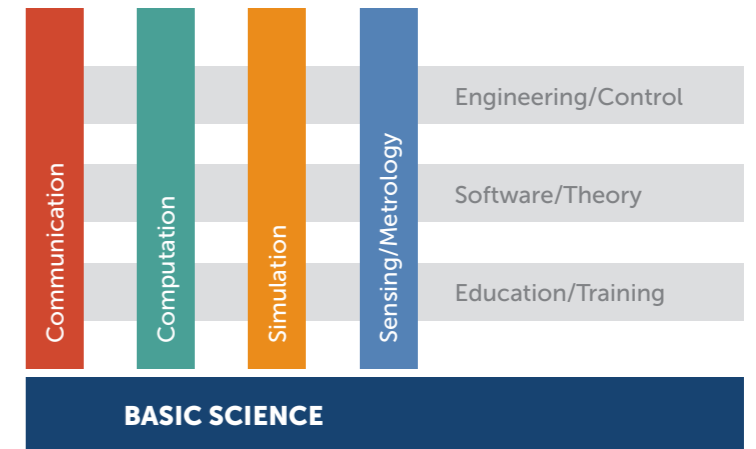 Communication
Computation
Simulation
Sensing/Metrology
Engineering/Control
Software/Theory
Education/Training
BASIC SCIENCE